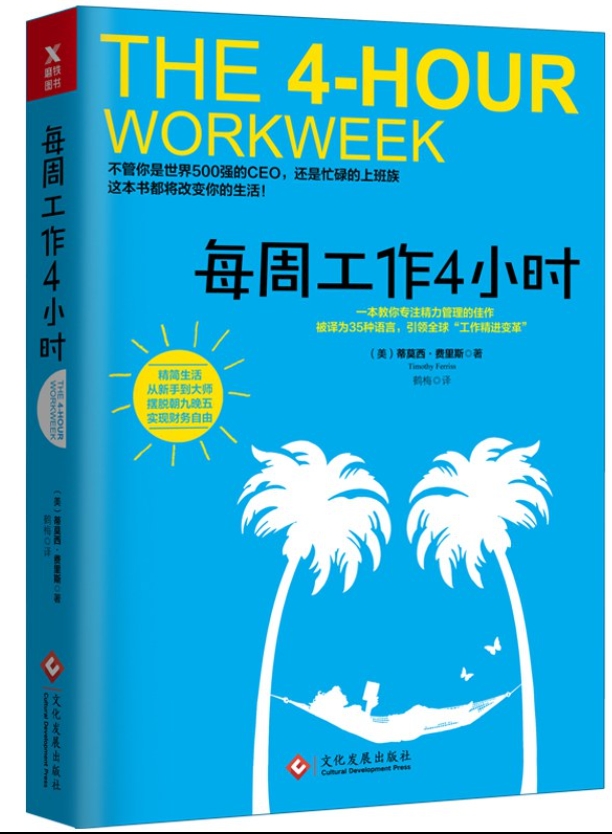 THE 4-HOUR
WORKWEEK
不管你是世界500强的CEO，还是忙碌的上班族
这本书都将改变你的生活！
每周工作4小时
一本教你专注精力管理的佳作
被译为35种语言，引领全球“工作精进变革”
（美）蒂莫西·费里斯◎著
Timothy Ferriss
鹤梅◎译
精简生活
从新手到大师
摆脱朝九晚五
实现财务自由
文化发展出版社
Cultural Development Press
磨铁
图书
每周工作4小时
THE 4-HOUR
WORKWEEK
（美）蒂莫西·费里斯◎著
鹤梅◎译
文化发展出版社
Cultural Development Press